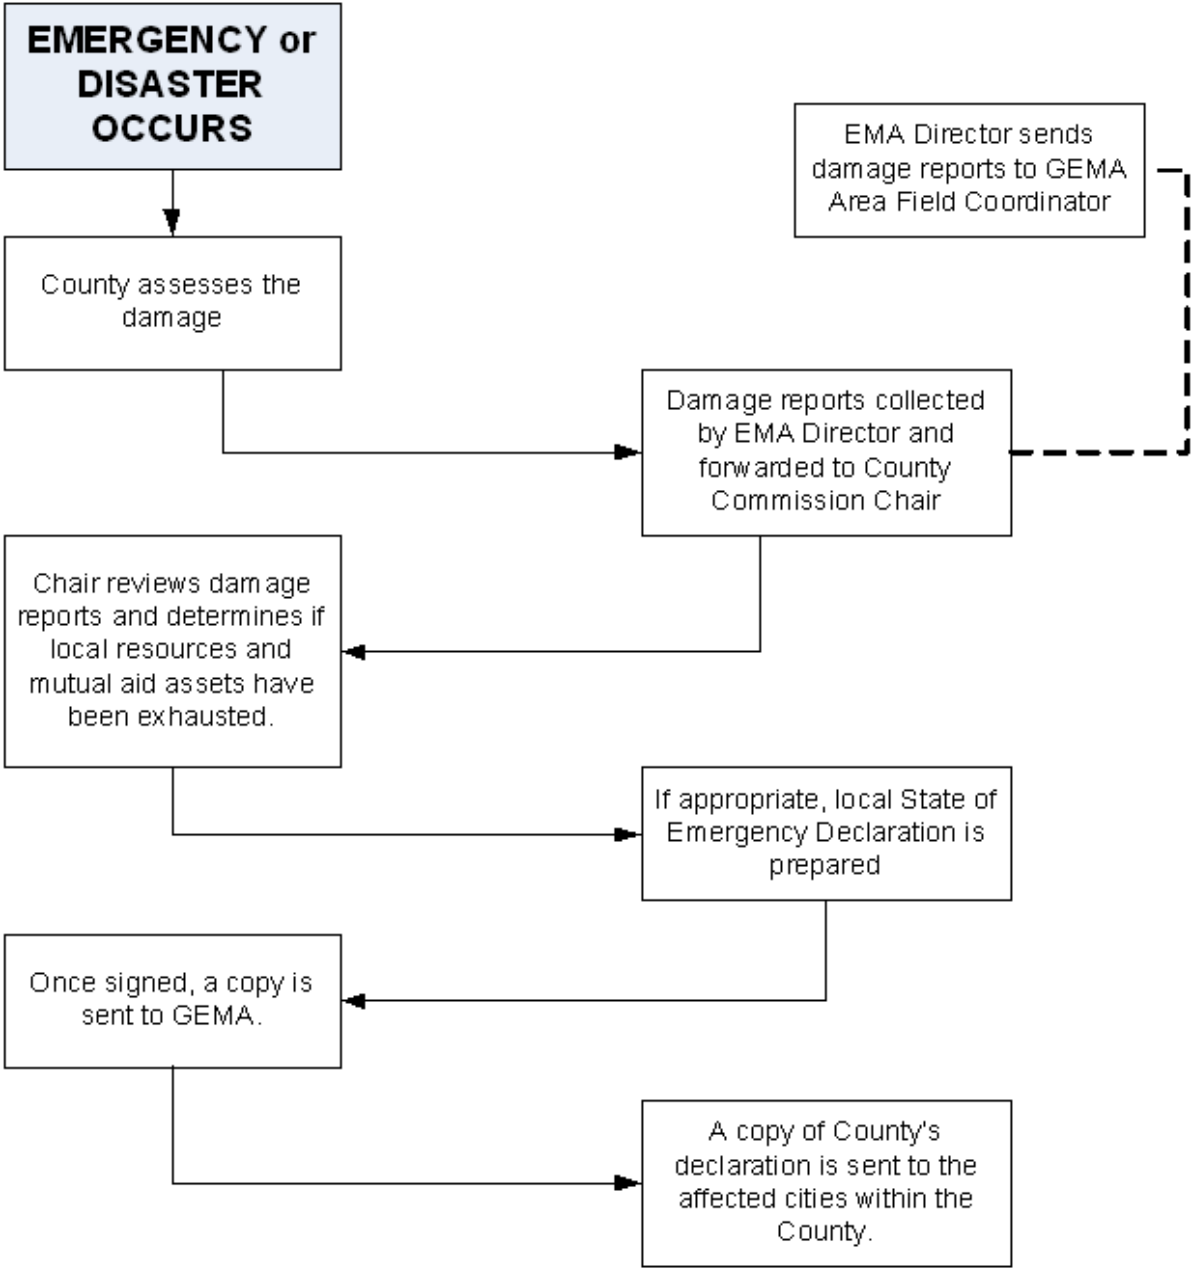 EMERGENCY or
DISASTER
OCCURS
EMA Director sends
damage reports to GEMA
Area Field Coordinator
County assesses the
damage
Damage reports collected
by EMA Director and
forwarded to County
Commission Chair
Chair reviews damage
reports and determines if
local resources and
mutual aid assets have
been exhausted.
If appropriate, local State of
Emergency Declaration is
prepared
Once signed, a copy is
sent to GEMA.
A copy of County's
declaration is sent to the
affected cities within the
County.